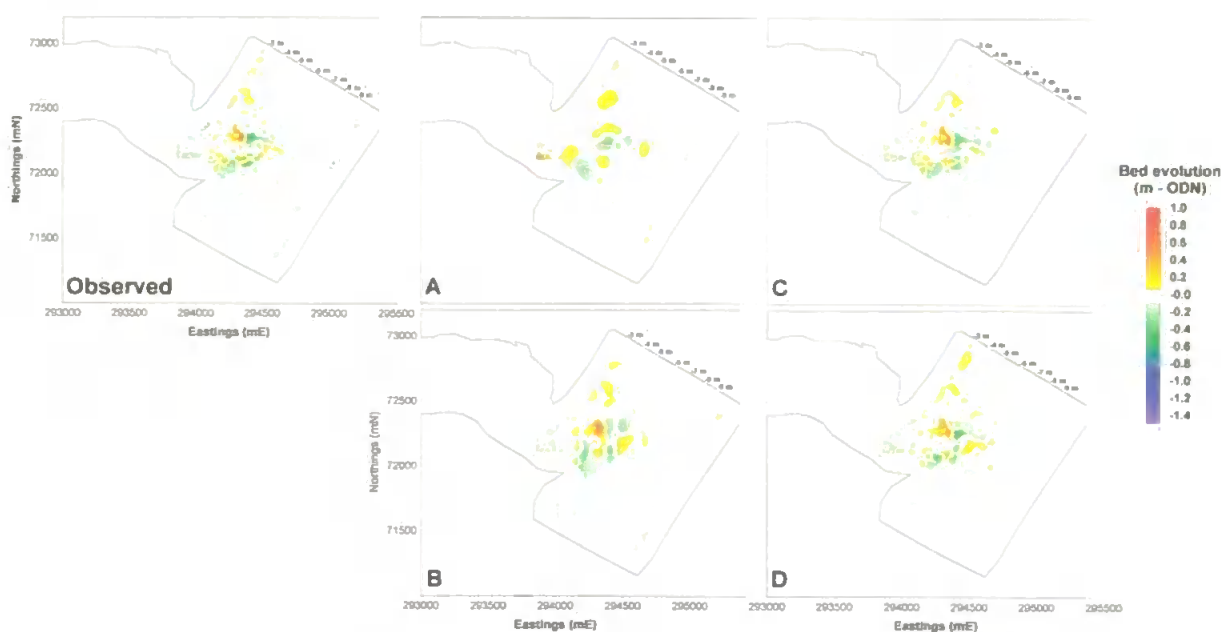 73000
72500
72000
71500
Northings (mN)
Observed
293000 293500 294000 294500 295000 295500
Eastings (mE)
A
C
Bed evolution
(m - ODN)
1.0
0.8
0.6
0.4
0.2
-0.0
-0.2
-0.4
-0.6
-0.8
-1.0
-1.2
-1.4
73000
72500
72000
71500
Northings (mN)
B
D
293000 293500 294000 294500 295000
Eastings (mE)
293000 293500 294000 294500 295000 295500
Eastings (mE)